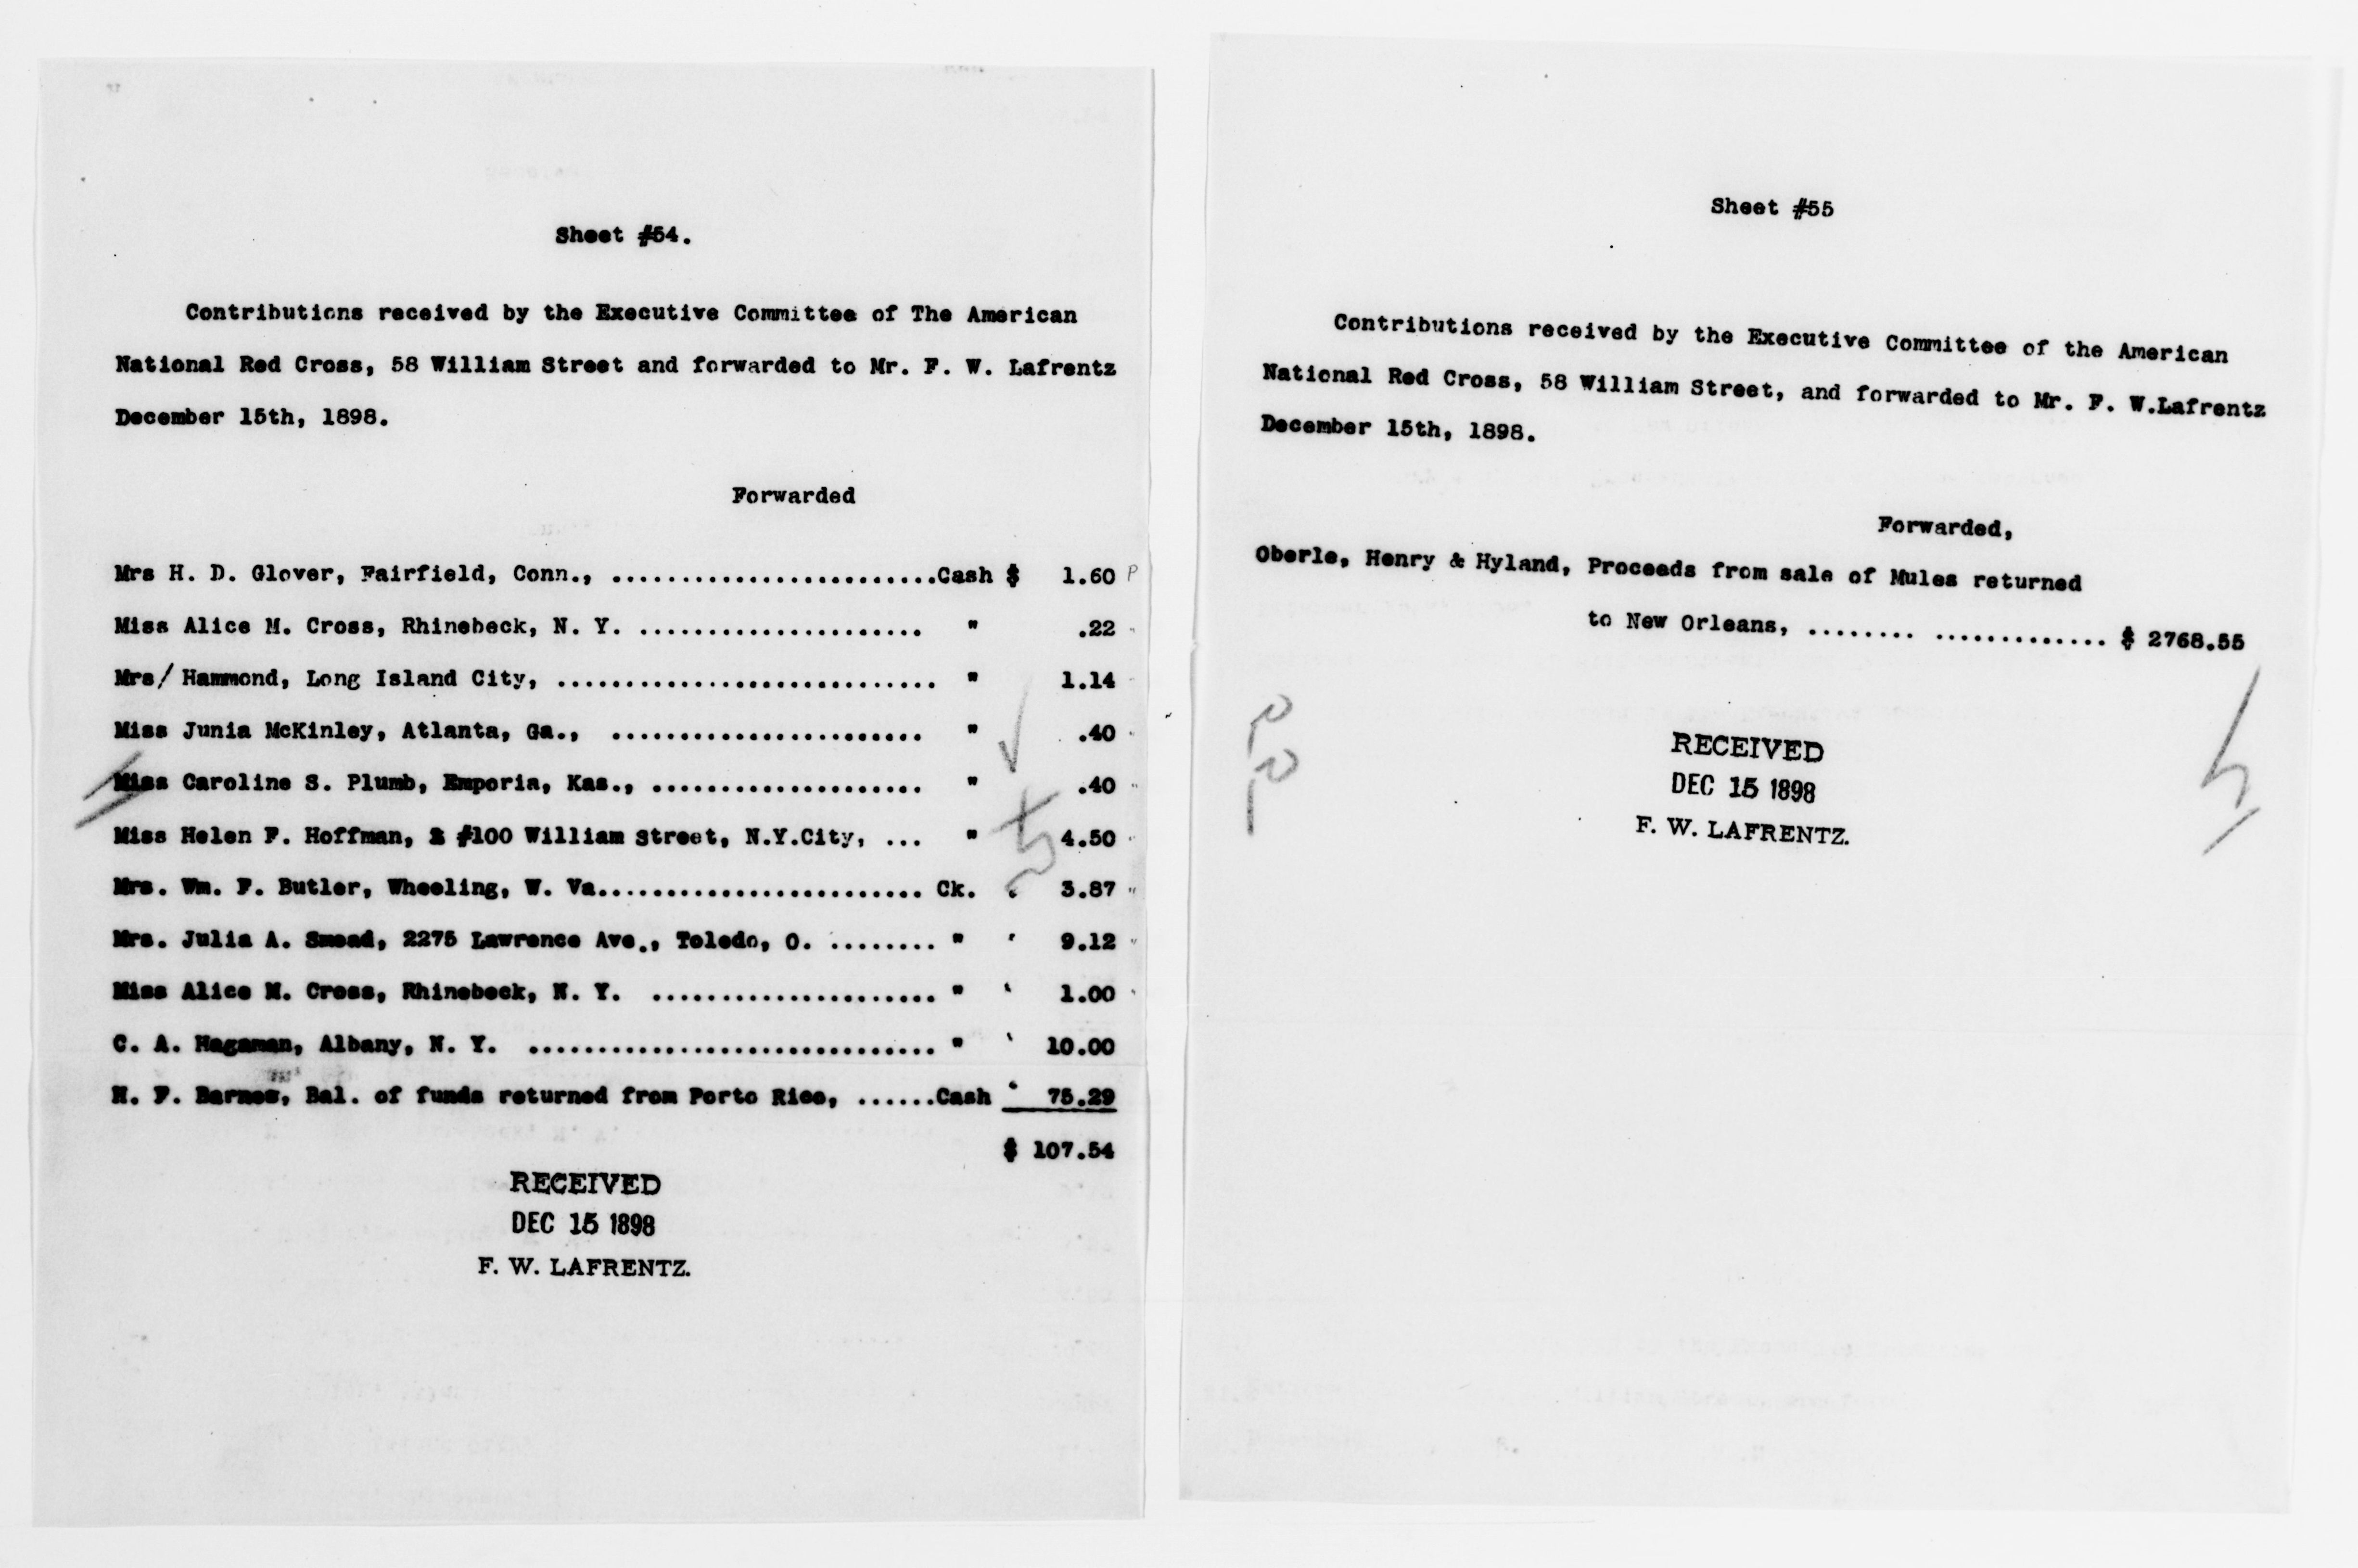 Sheet #54.
Contributions received by the Executive Committee of The American
National Red Cross, 58 William Street and forwarded to Mr. F. W. Lafrentz
December 15th, 1898.
Forwarded
Mrs H. D. Glover, Fairfield, Conn., ........................Cash $ 1.60 P
Miss Alice M. Cross, Rhinebeck, N. Y. ..................... " .22
Mrs/ Hammond, Long Island City, ............................ " 1.14
Miss Junia McKinley, Atlanta, Ga., ....................... " .40
Miss Caroline S. Plumb, Emporia, Kas., .................... " .40
Miss Helen F. Hoffman, #100 William Street, N.Y.City, ... " 4.50
Mrs. Wm. F. Butler, Wheeling, W. Va........................ Ck. 3.87
Mrs. Julia A. Smead, 2275 Lawrence Ave., Toledo, O. ........ " 9.12
Miss Alice M. Cross, Rhinebeck, N. Y. ..................... " 1.00
C. A. Hagaman, Albany, N. Y. .............................. " 10.00
H. F. Barnes, Bal. of funds returned from Porto Rico, ......Cash 75.29
$ 107.54
RECEIVED
DEC 15 1898
F. W. LAFRENTZ.
Sheet #55
Contributions received by the Executive Committee of the American
National Red Cross, 58 William Street, and forwarded to Mr. F. W.Lafrentz
December 15th, 1898.
Forwarded,
Oberle, Henry & Hyland, Proceeds from sale of Mules returned
to New Orleans, ........ ............. $ 2768.55
RECEIVED
DEC 15 1898
F. W. LAFRENTZ.